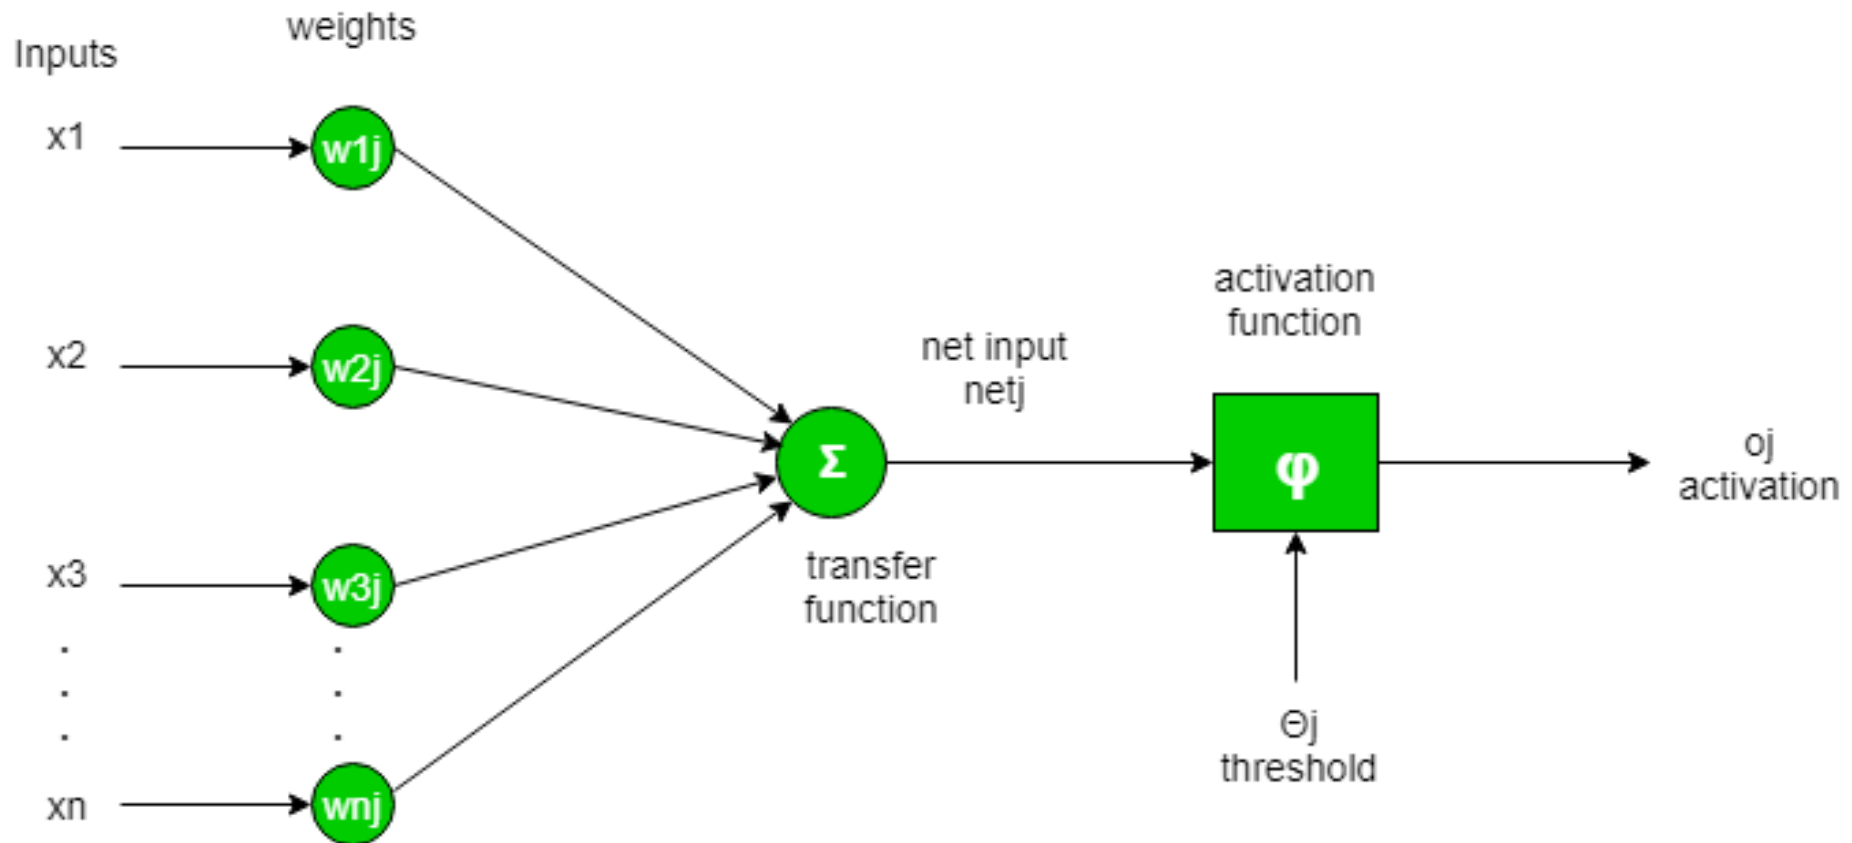 weights
Inputs
x1
w1j
x2
w2j
x3
w3j
.
.
.
.
.
.
xn
wnj
Σ
transfer
function
net input
netj
activation
function
φ
Θj
threshold
oj
activation